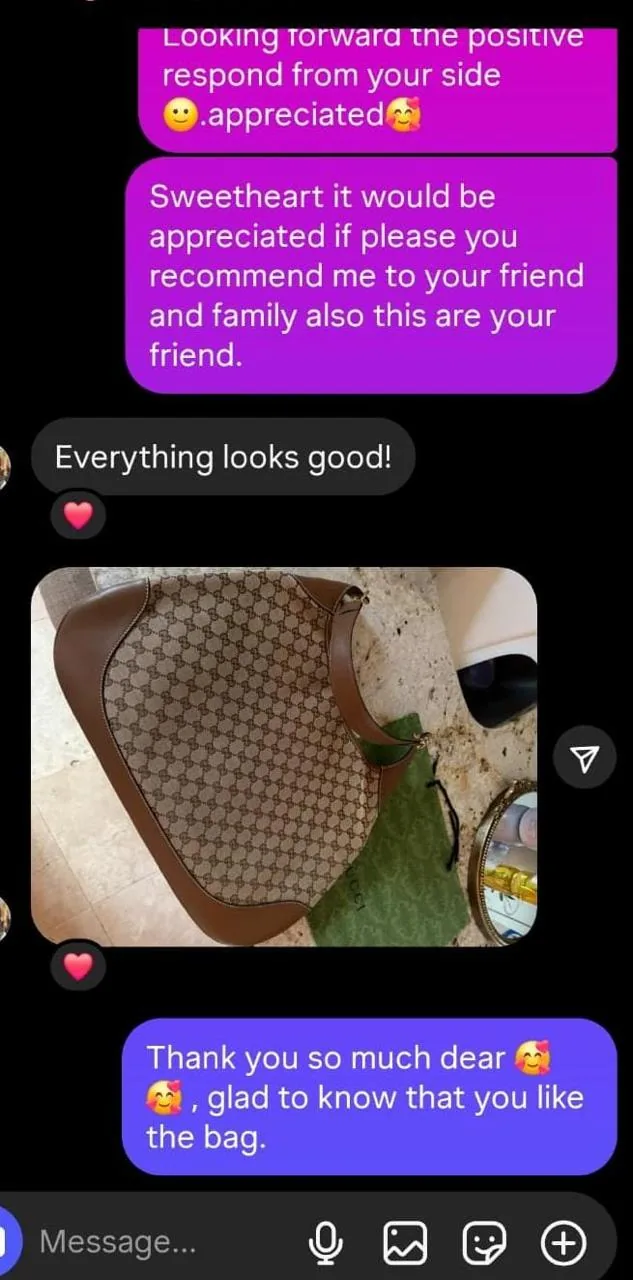 Looking forward the positive
respond from your side
🙂.appreciated🥰
Sweetheart it would be
appreciated if please you
recommend me to your friend
and family also this are your
friend.
Everything looks good!
❤️
UCCI
❤️
Thank you so much dear 🥰
🥰 , glad to know that you like
the bag.
Message...